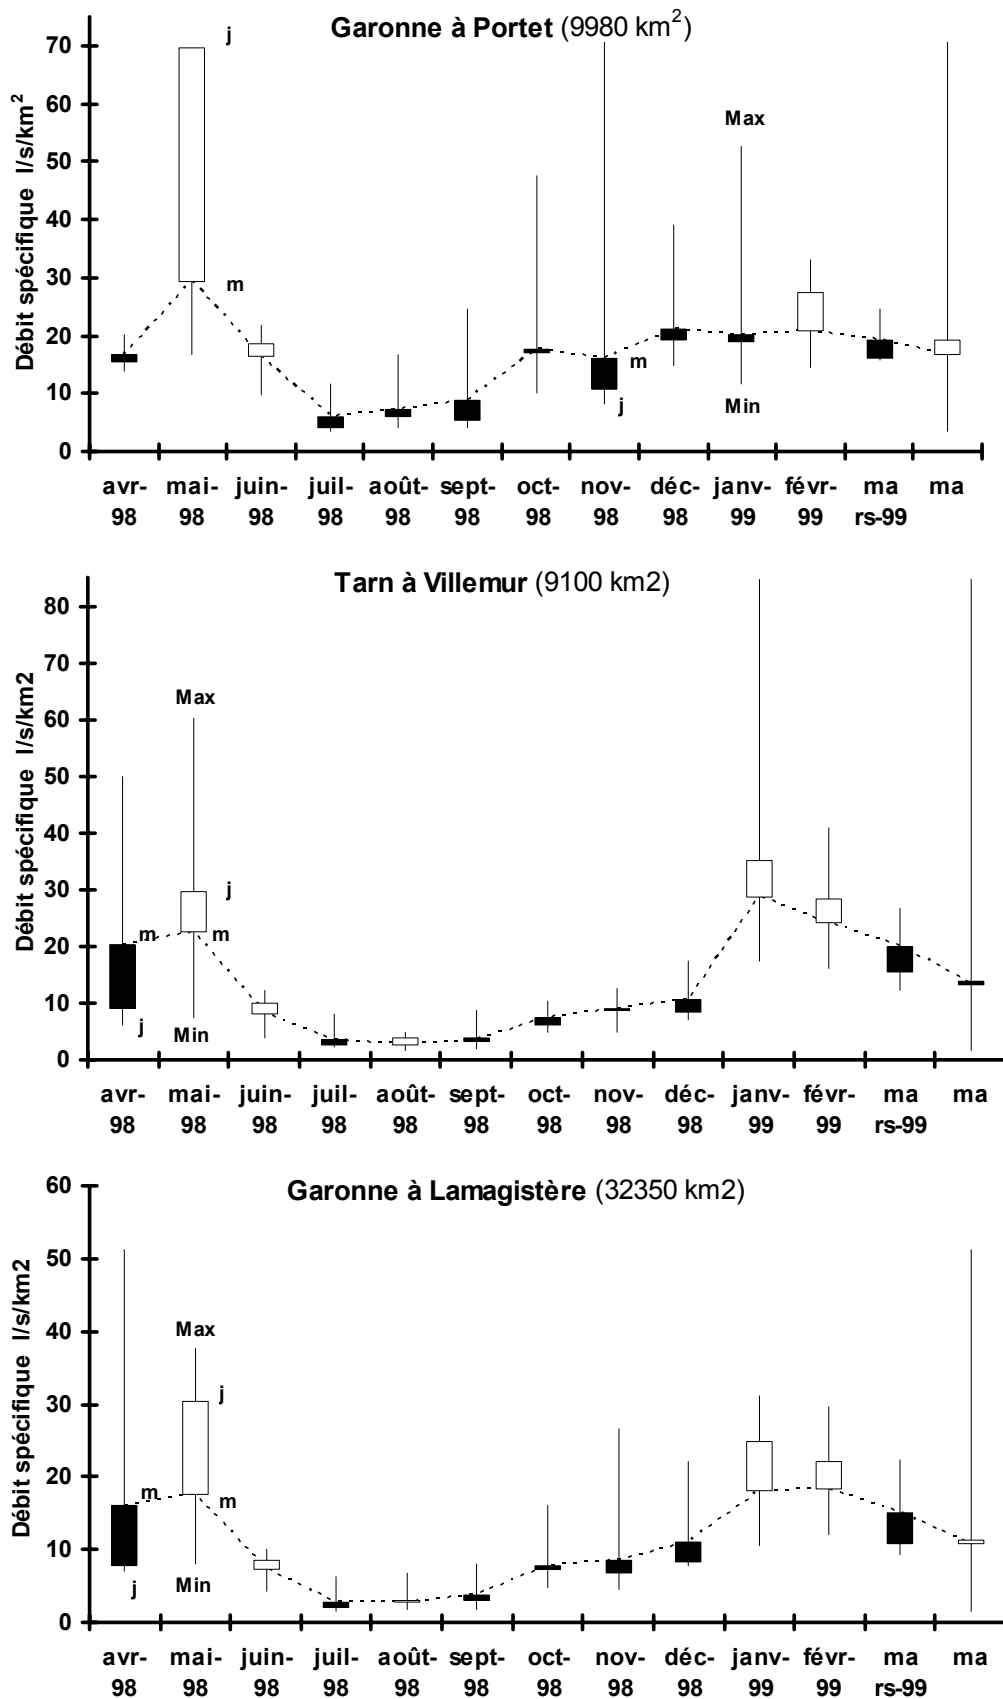 Garonne à Portet (9980 km²)
Débit spécifique l/s/km²
70
60
50
40
30
20
10
0
j
m
m
j
Max
Min
avr- mai- juin- juil- août- sept- oct- nov- déc- janv- févr- ma ma
98 98 98 98 98 98 98 98 98 99 99 rs-99
Tarn à Villemur (9100 km2)
Débit spécifique l/s/km2
80
70
60
50
40
30
20
10
0
Max
j
m
m
j
Min
avr- mai- juin- juil- août- sept- oct- nov- déc- janv- févr- ma ma
98 98 98 98 98 98 98 98 98 99 99 rs-99
Garonne à Lamagistère (32350 km2)
Débit spécifique l/s/km2
60
50
40
30
20
10
0
Max
j
m
m
j
Min
avr- mai- juin- juil- août- sept- oct- nov- déc- janv- févr- ma ma
98 98 98 98 98 98 98 98 98 99 99 rs-99